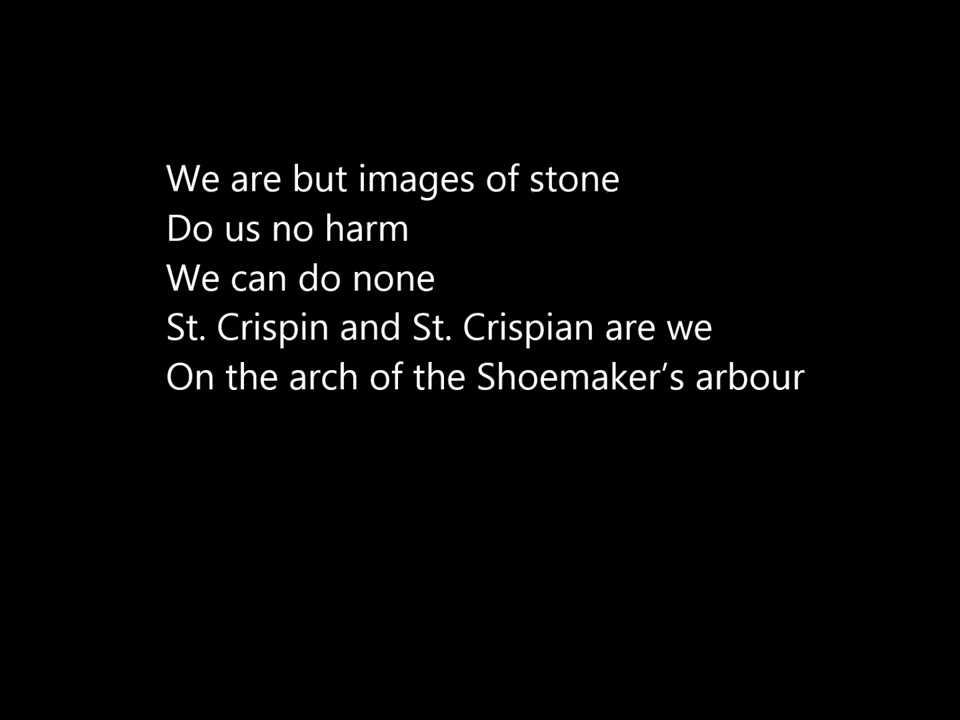 We are but images of stone
Do us no harm
We can do none
St. Crispin and St. Crispian are we
On the arch of the Shoemaker's arbour